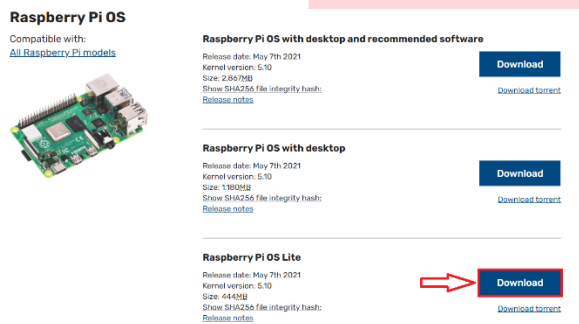 Raspberry Pi OS
Compatible with:
All Raspberry Pi models
Raspberry Pi OS with desktop and recommended software
Release date: May 7th 2021
Kernel version: 5.10
Size: 2,867MB
Show SHA256 file integrity hash:
Release notes
Download
Download torrent
Raspberry Pi OS with desktop
Release date: May 7th 2021
Kernel version: 5.10
Size: 1,180MB
Show SHA256 file integrity hash:
Release notes
Download
Download torrent
Raspberry Pi OS Lite
Release date: May 7th 2021
Kernel version: 5.10
Size: 444MB
Show SHA256 file integrity hash:
Release notes
Download
Download torrent